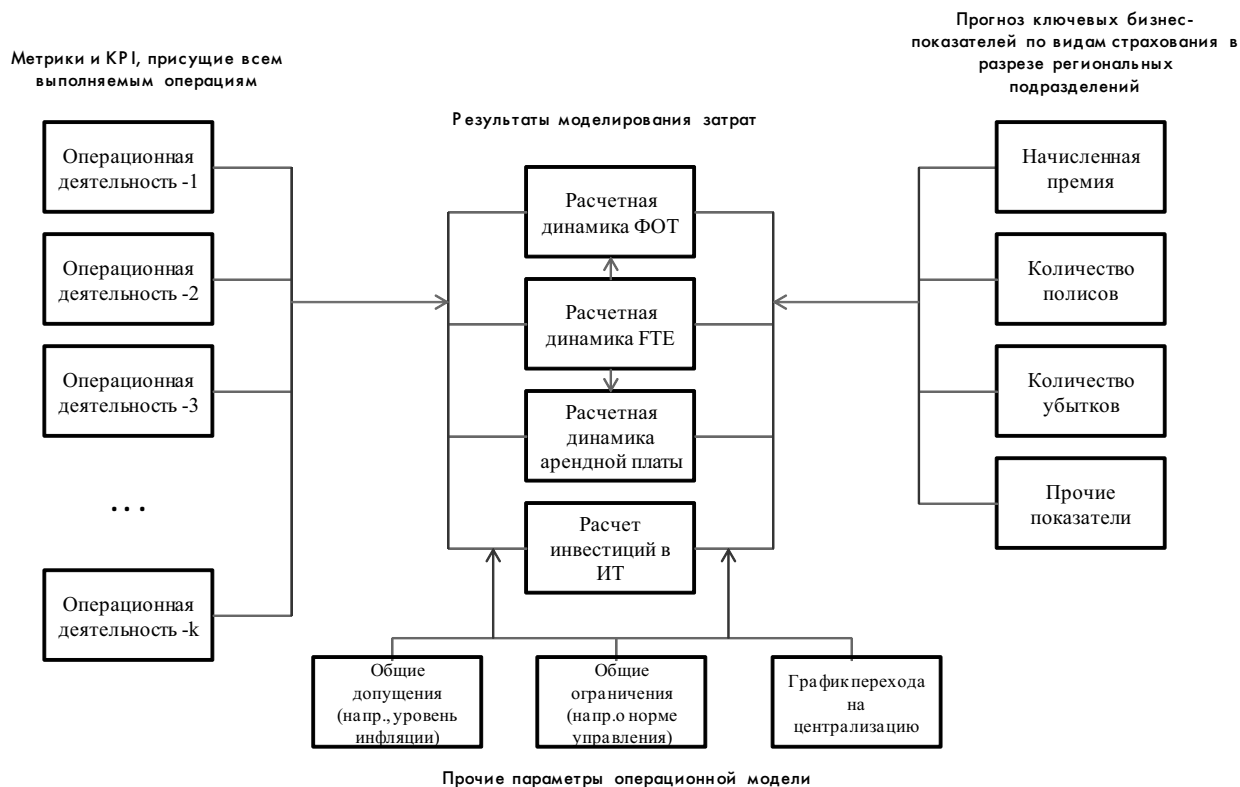 Метрики и KPI, присущие всем
выполняемым операциям
Операционная
деятельность -1
Операционная
деятельность -2
Операционная
деятельность -3
...
Операционная
деятельность -k
Результаты моделирования затрат
Расчетная
динамика ФОТ
Расчетная
динамика FTE
Расчетная
динамика
арендной платы
Расчет
инвестиций в
ИТ
Прогноз ключевых бизнес-
показателей по видам страхования в
разрезе региональных
подразделений
Начисленная
премия
Количество
полисов
Количество
убытков
Прочие
показатели
Общие
допущения
(напр., уровень
инфляции)
Общие
ограничения
(напр.о норме
управления)
График перехода
на
централизацию
Прочие параметры операционной модели